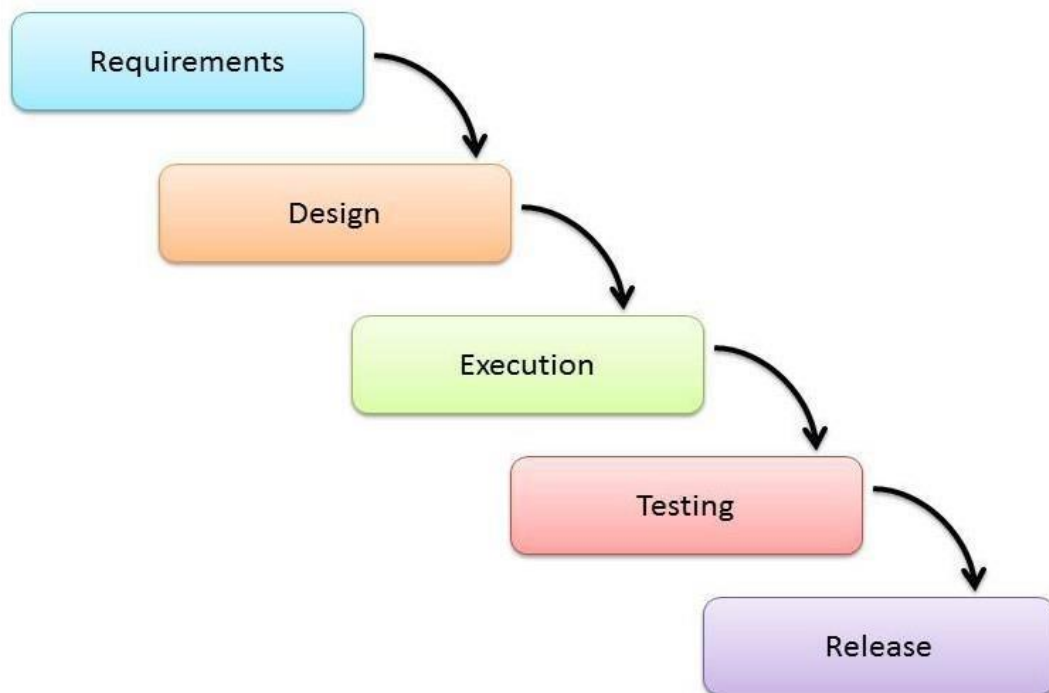 Requirements
Design
Execution
Testing
Release